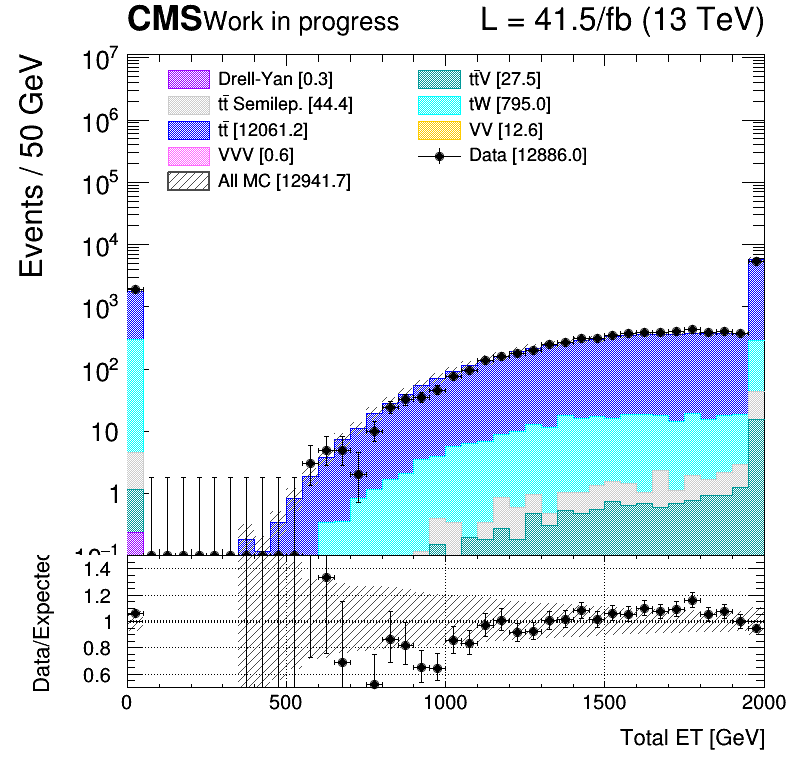 CMS Work in progress L = 41.5/fb (13 TeV)
Events / 50 GeV
10⁷
10⁶
10⁵
10⁴
10³
10²
10
1
10⁻¹
Drell-Yan [0.3]
tt̄ Semilep. [44.4]
tt̄ [12061.2]
VVV [0.6]
All MC [12941.7]
tt̄V [27.5]
tW [795.0]
VV [12.6]
Data [12886.0]
Data/Expected
1.4
1.2
1
0.8
0.6
0 500 1000 1500 2000
Total ET [GeV]